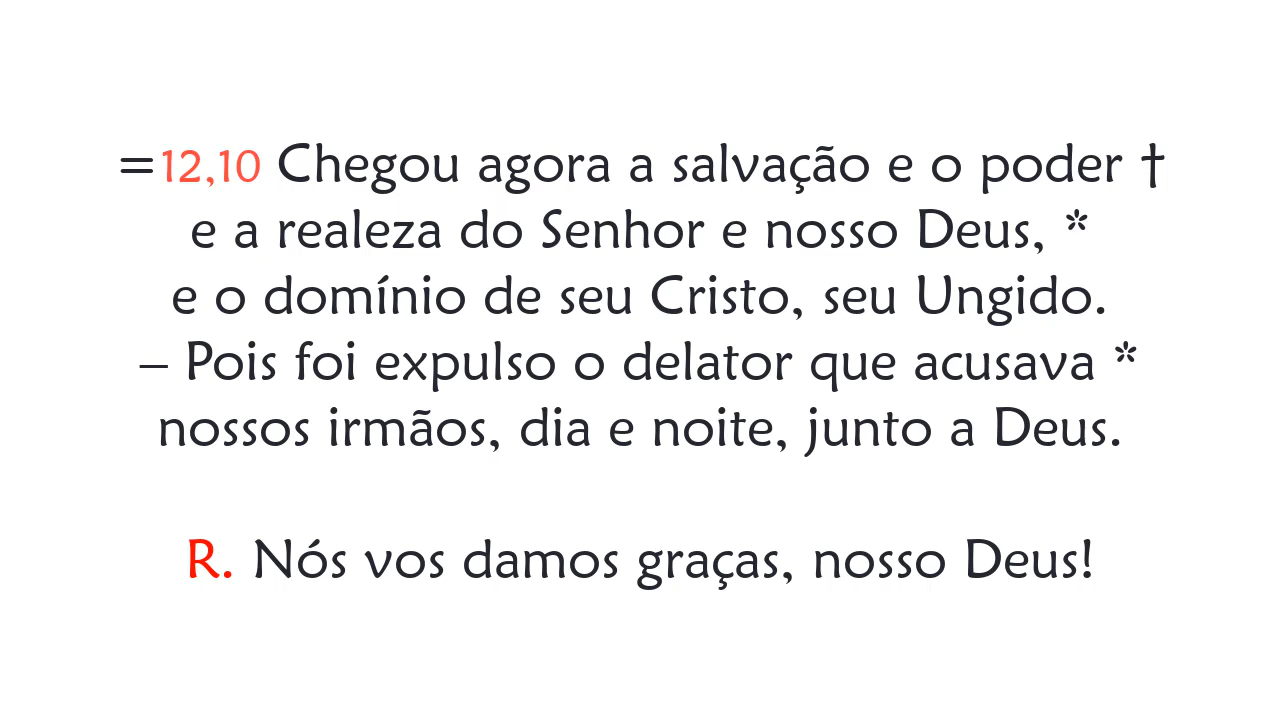 =12,10 Chegou agora a salvação e o poder †
e a realeza do Senhor e nosso Deus, *
e o domínio de seu Cristo, seu Ungido.
– Pois foi expulso o delator que acusava *
nossos irmãos, dia e noite, junto a Deus.
R. Nós vos damos graças, nosso Deus!